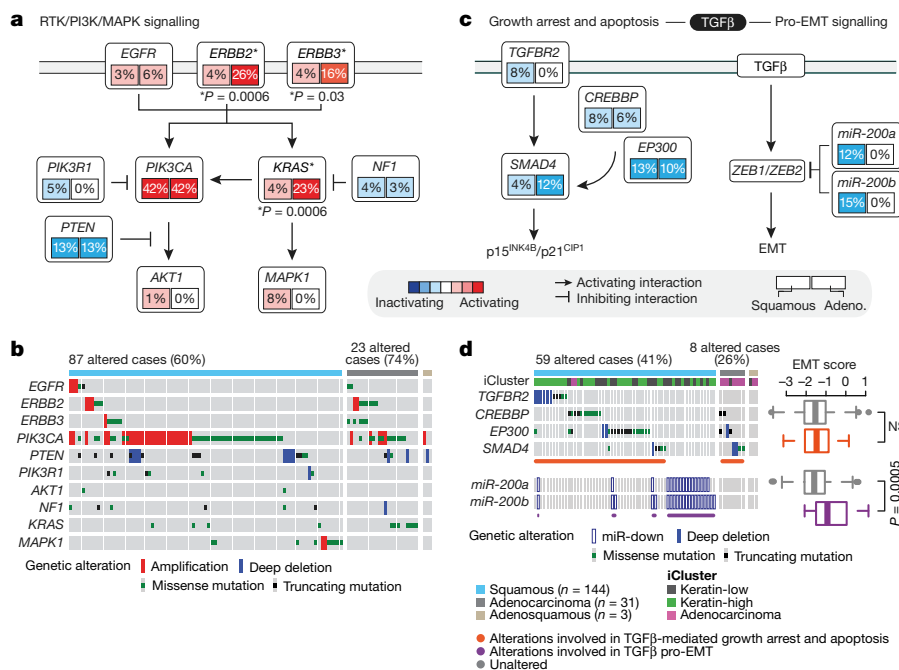 a
RTK/PI3K/MAPK signalling
EGFR
3% 6%
ERBB2*
4% 26%
*P = 0.0006
ERBB3*
4% 16%
*P = 0.03
PIK3R1
5% 0%
PIK3CA
42% 42%
KRAS*
4% 23%
*P = 0.0006
NF1
4% 3%
PTEN
13% 13%
AKT1
1% 0%
MAPK1
8% 0%
c
Growth arrest and apoptosis
TGFβ
Pro-EMT signalling
TGFBR2
8% 0%
TGFβ
CREBBP
8% 6%
EP300
13% 10%
SMAD4
4% 12%
p15INK4B/p21CIP1
miR-200a
12% 0%
ZEB1/ZEB2
miR-200b
15% 0%
EMT
Inactivating
Activating
Activating interaction
Inhibiting interaction
Squamous
Adeno.
b
87 altered cases (60%)
23 altered
cases (74%)
EGFR
ERBB2
ERBB3
PIK3CA
PTEN
PIK3R1
AKT1
NF1
KRAS
MAPK1
Genetic alteration
Amplification
Deep deletion
Missense mutation
Truncating mutation
d
59 altered cases (41%)
8 altered cases
(26%)
iCluster
TGFBR2
CREBBP
EP300
SMAD4
miR-200a
miR-200b
Genetic alteration
miR-down
Deep deletion
Missense mutation
Truncating mutation
EMT score
−3 −2 −1 0 1
NS
P = 0.0005
Squamous (n = 144)
Adenocarcinoma (n = 31)
Adenosquamous (n = 3)
iCluster
Keratin-low
Keratin-high
Adenocarcinoma
Alterations involved in TGFβ-mediated growth arrest and apoptosis
Alterations involved in TGFβ pro-EMT
Unaltered